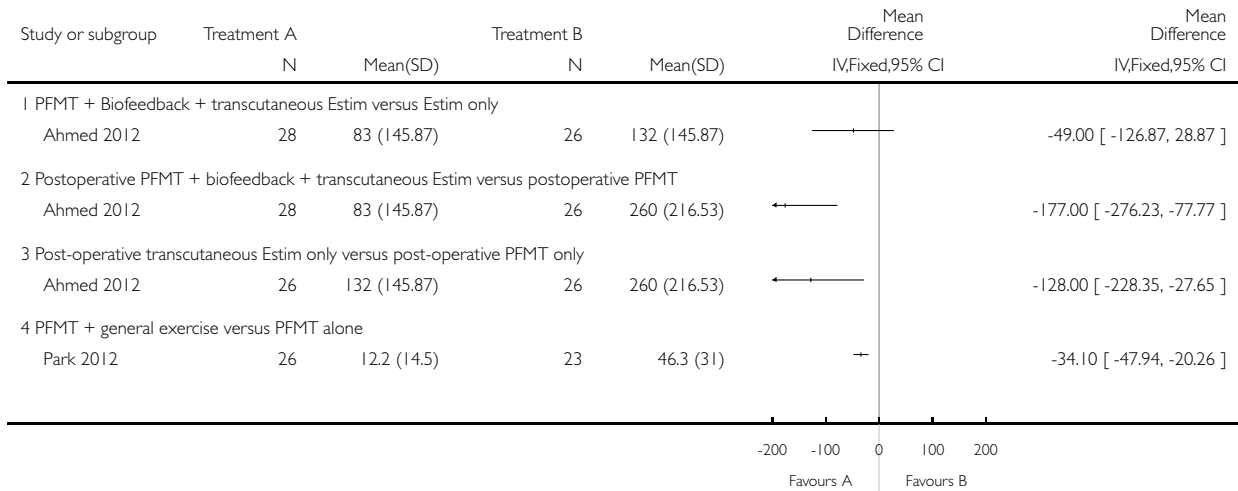 Mean Mean
Study or subgroup Treatment A Treatment B Difference Difference
N Mean(SD) N Mean(SD) IV,Fixed,95% CI IV,Fixed,95% CI
1 PFMT + Biofeedback + transcutaneous Estim versus Estim only
Ahmed 2012 28 83 (145.87) 26 132 (145.87) -49.00 [ -126.87, 28.87 ]
2 Postoperative PFMT + biofeedback + transcutaneous Estim versus postoperative PFMT
Ahmed 2012 28 83 (145.87) 26 260 (216.53) -177.00 [ -276.23, -77.77 ]
3 Post-operative transcutaneous Estim only versus post-operative PFMT only
Ahmed 2012 26 132 (145.87) 26 260 (216.53) -128.00 [ -228.35, -27.65 ]
4 PFMT + general exercise versus PFMT alone
Park 2012 26 12.2 (14.5) 23 46.3 (31) -34.10 [ -47.94, -20.26 ]
-200 -100 0 100 200
Favours A Favours B